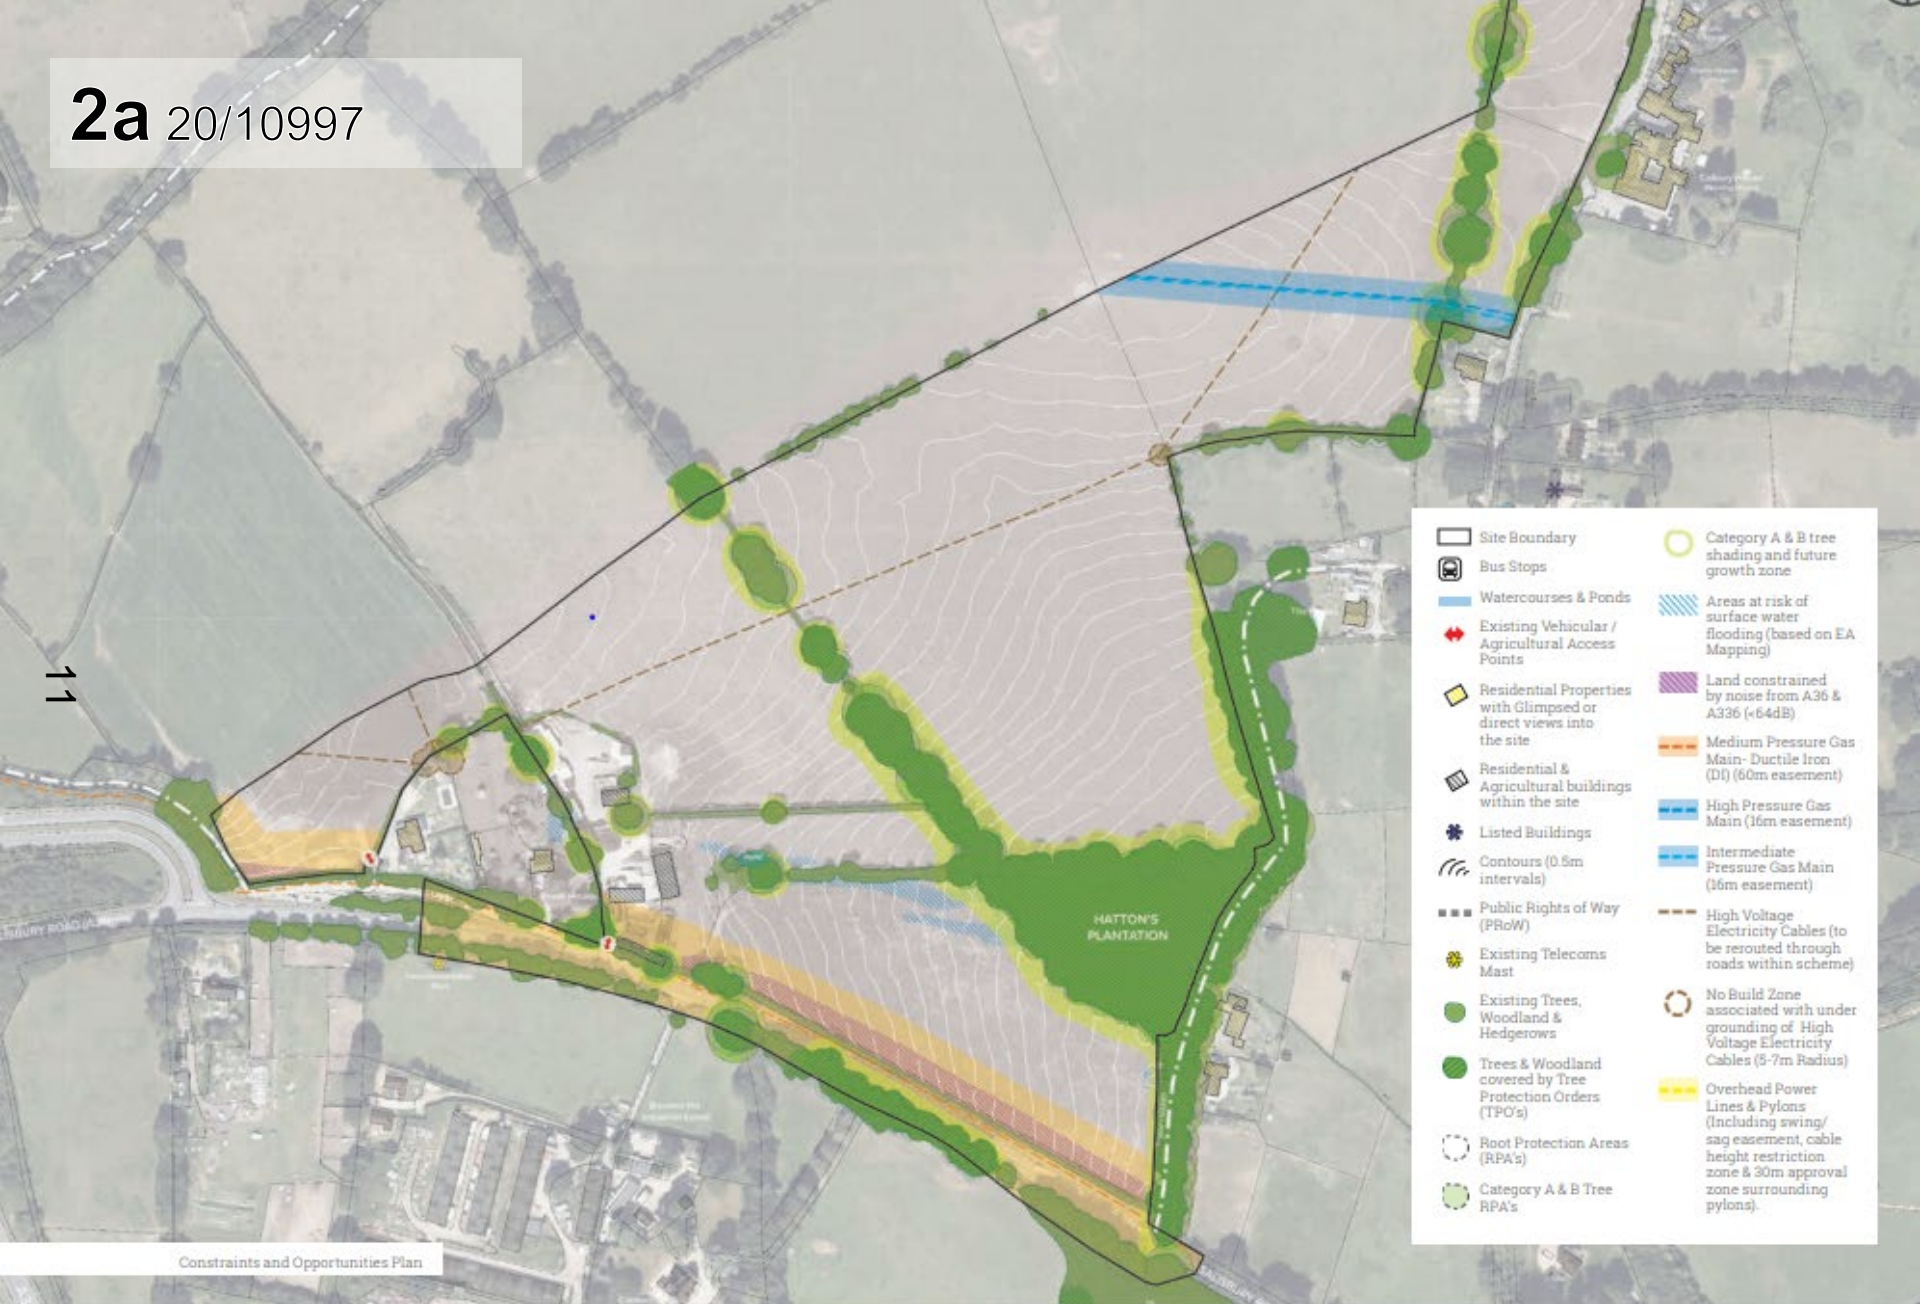 2a 20/10997
11
HATTON'S
PLANTATION
Site Boundary
Bus Stops
Watercourses & Ponds
Existing Vehicular /
Agricultural Access
Points
Residential Properties
with Glimpsed or
direct views into
the site
Residential &
Agricultural buildings
within the site
Listed Buildings
Contours (0.5m
intervals)
Public Rights of Way
(PRoW)
Existing Telecoms
Mast
Existing Trees,
Woodland &
Hedgerows
Trees & Woodland
covered by Tree
Protection Orders
(TPO's)
Root Protection Areas
(RPA's)
Category A & B Tree
RPA's
Category A & B tree
shading and future
growth zone
Areas at risk of
surface water
flooding (based on EA
Mapping)
Land constrained
by noise from A36 &
A336 (<64dB)
Medium Pressure Gas
Main- Ductile Iron
(DI) (60m easement)
High Pressure Gas
Main (16m easement)
Intermediate
Pressure Gas Main
(16m easement)
High Voltage
Electricity Cables (to
be rerouted through
roads within scheme)
No Build Zone
associated with under
grounding of High
Voltage Electricity
Cables (5-7m Radius)
Overhead Power
Lines & Pylons
(Including swing/
sag easement, cable
height restriction
zone & 30m approval
zone surrounding
pylons).
Constraints and Opportunities Plan